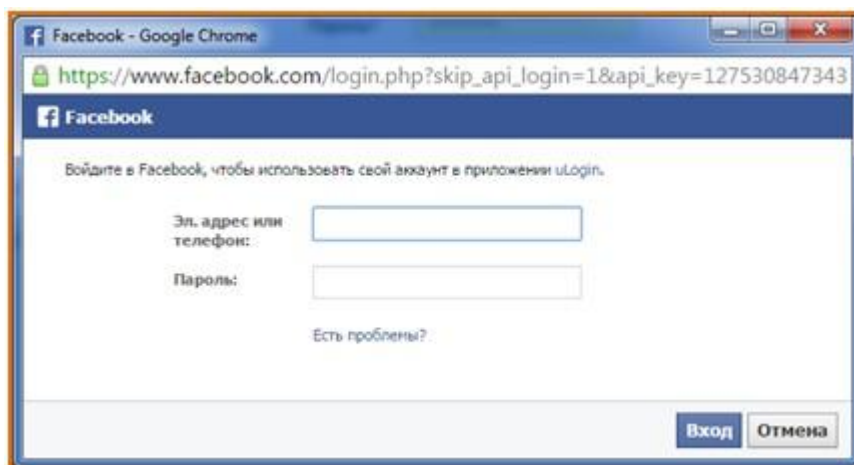 Facebook - Google Chrome
https://www.facebook.com/login.php?skip_api_login=1&api_key=127530847343
Facebook
Войдите в Facebook, чтобы использовать свой аккаунт в приложении uLogin.
Эл. адрес или
телефон:
Пароль:
Есть проблемы?
Вход Отмена